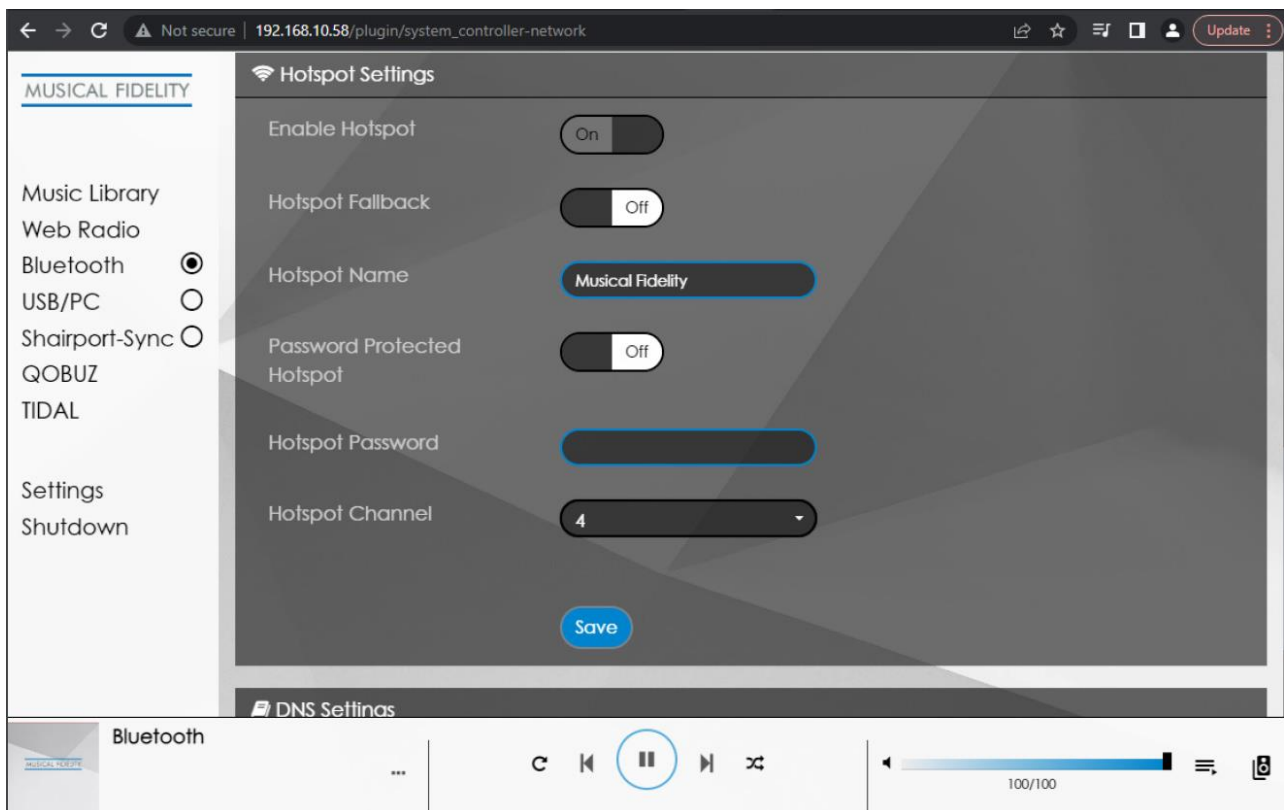 Not secure | 192.168.10.58/plugin/system_controller-network
Update
MUSICAL FIDELITY
Music Library
Web Radio
Bluetooth
USB/PC
Shairport-Sync
QOBUZ
TIDAL
Settings
Shutdown
Hotspot Settings
Enable Hotspot
On
Hotspot Fallback
Off
Hotspot Name
Musical Fidelity
Password Protected
Hotspot
Off
Hotspot Password
Hotspot Channel
4
Save
DNS Settings
MUSICAL FIDELITY
Bluetooth
...
100/100